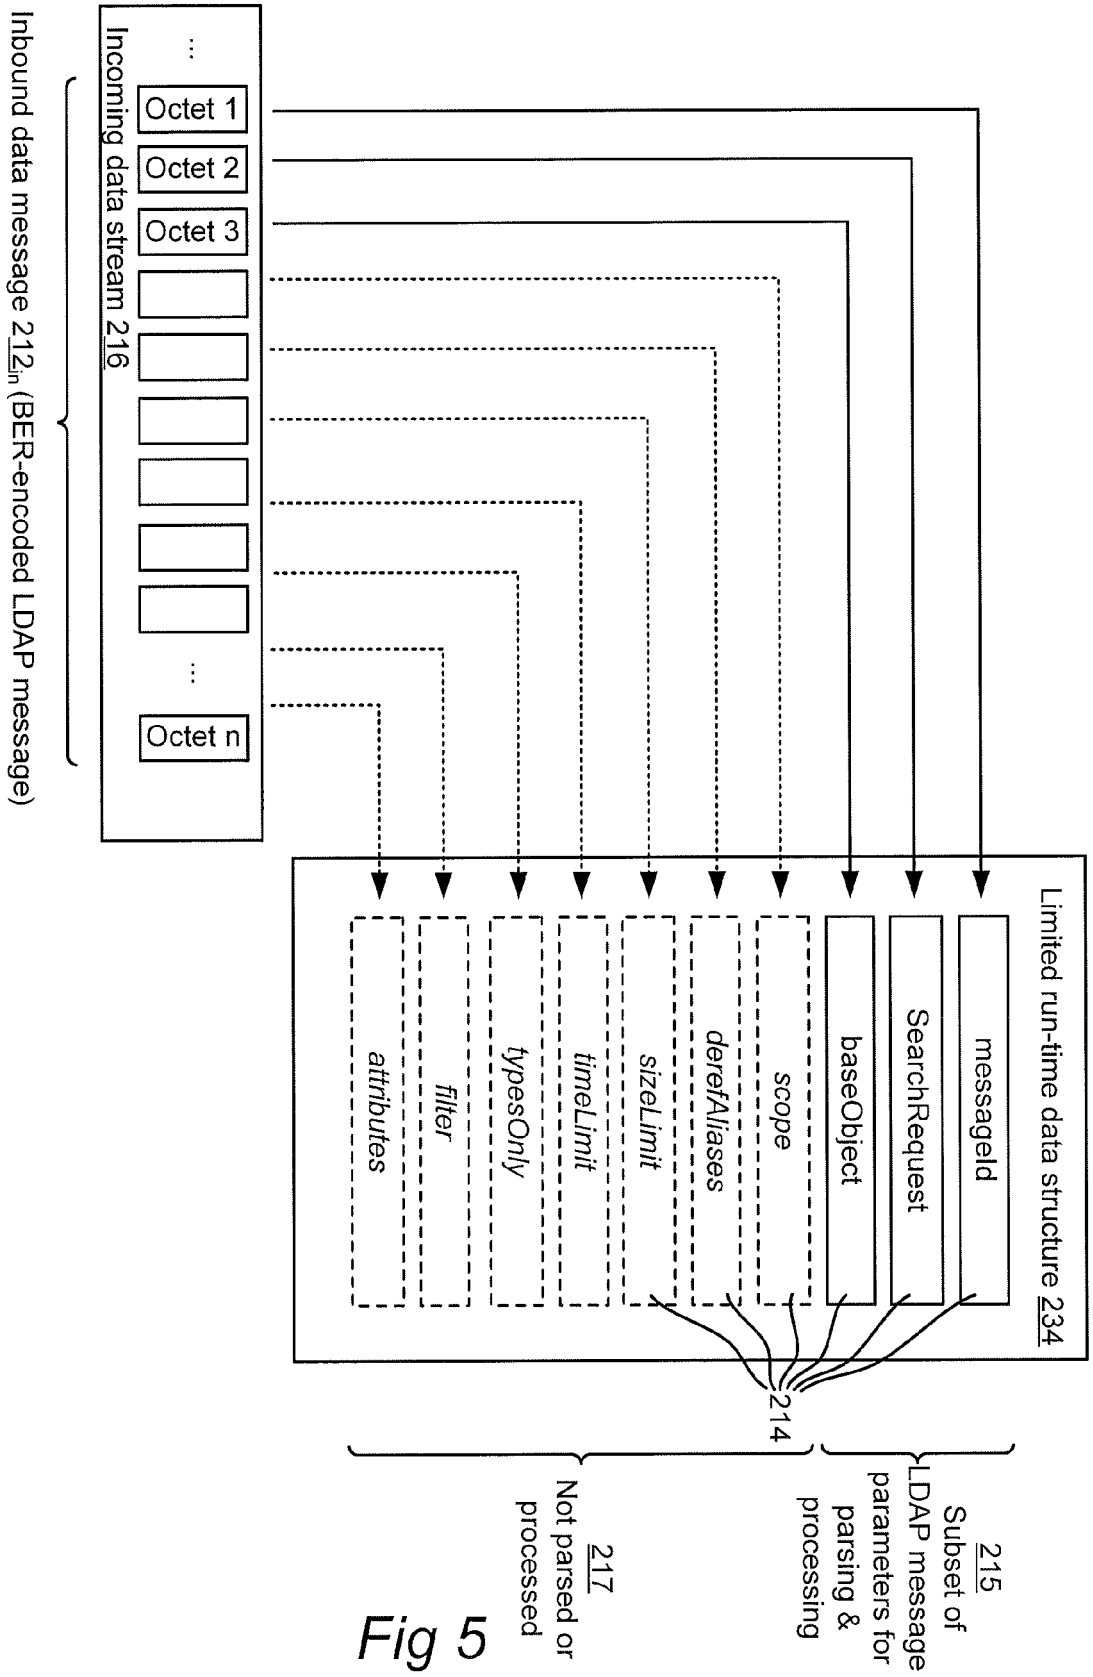 Inbound data message 212in (BER-encoded LDAP message)
Incoming data stream 216
...
Octet 1
Octet 2
Octet 3
...
Octet n
Limited run-time data structure 234
messageId
SearchRequest
baseObject
scope
derefAliases
sizeLimit
timeLimit
typesOnly
filter
attributes
214
215
Subset of
LDAP message
parameters for
parsing &
processing
217
Not parsed or
processed
Fig 5